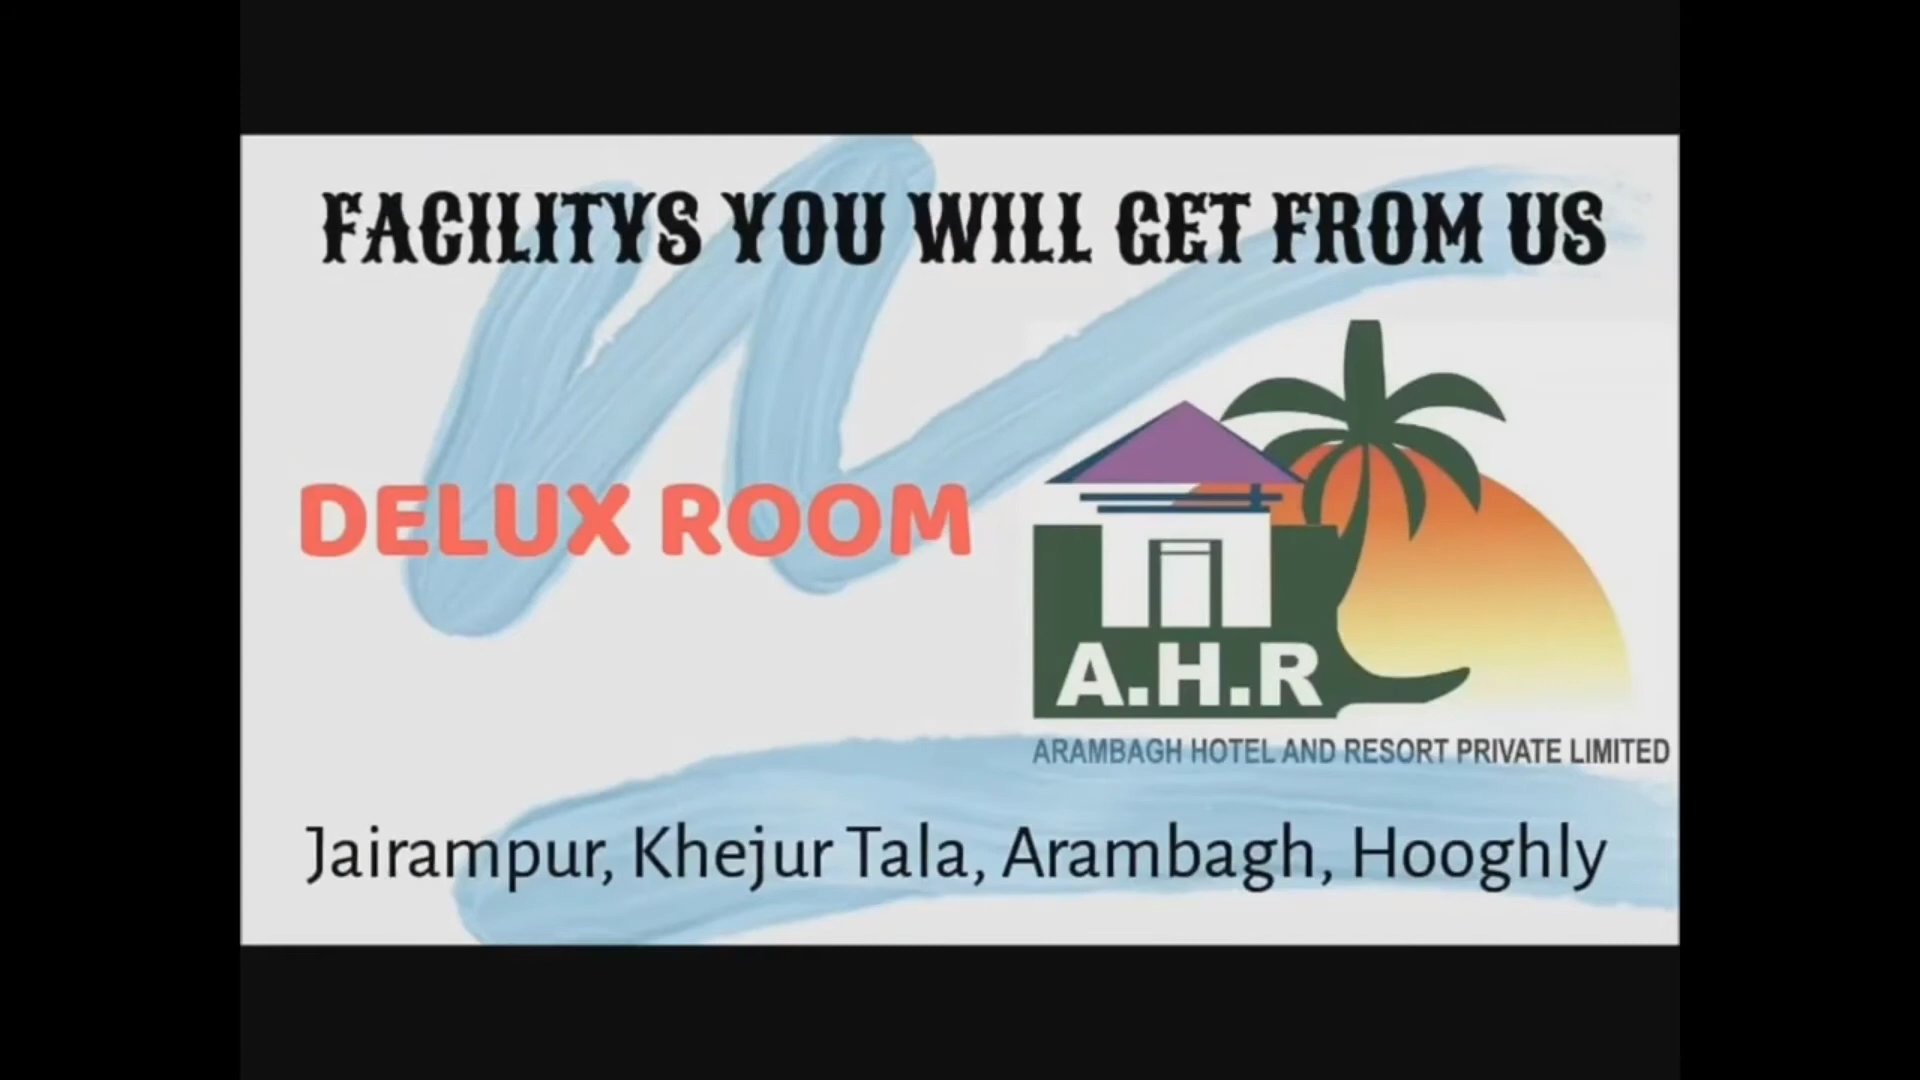 FACILITYS YOU WILL GET FROM US
DELUX ROOM
A.H.R
ARAMBAGH HOTEL AND RESORT PRIVATE LIMITED
Jairampur, Khejur Tala, Arambagh, Hooghly